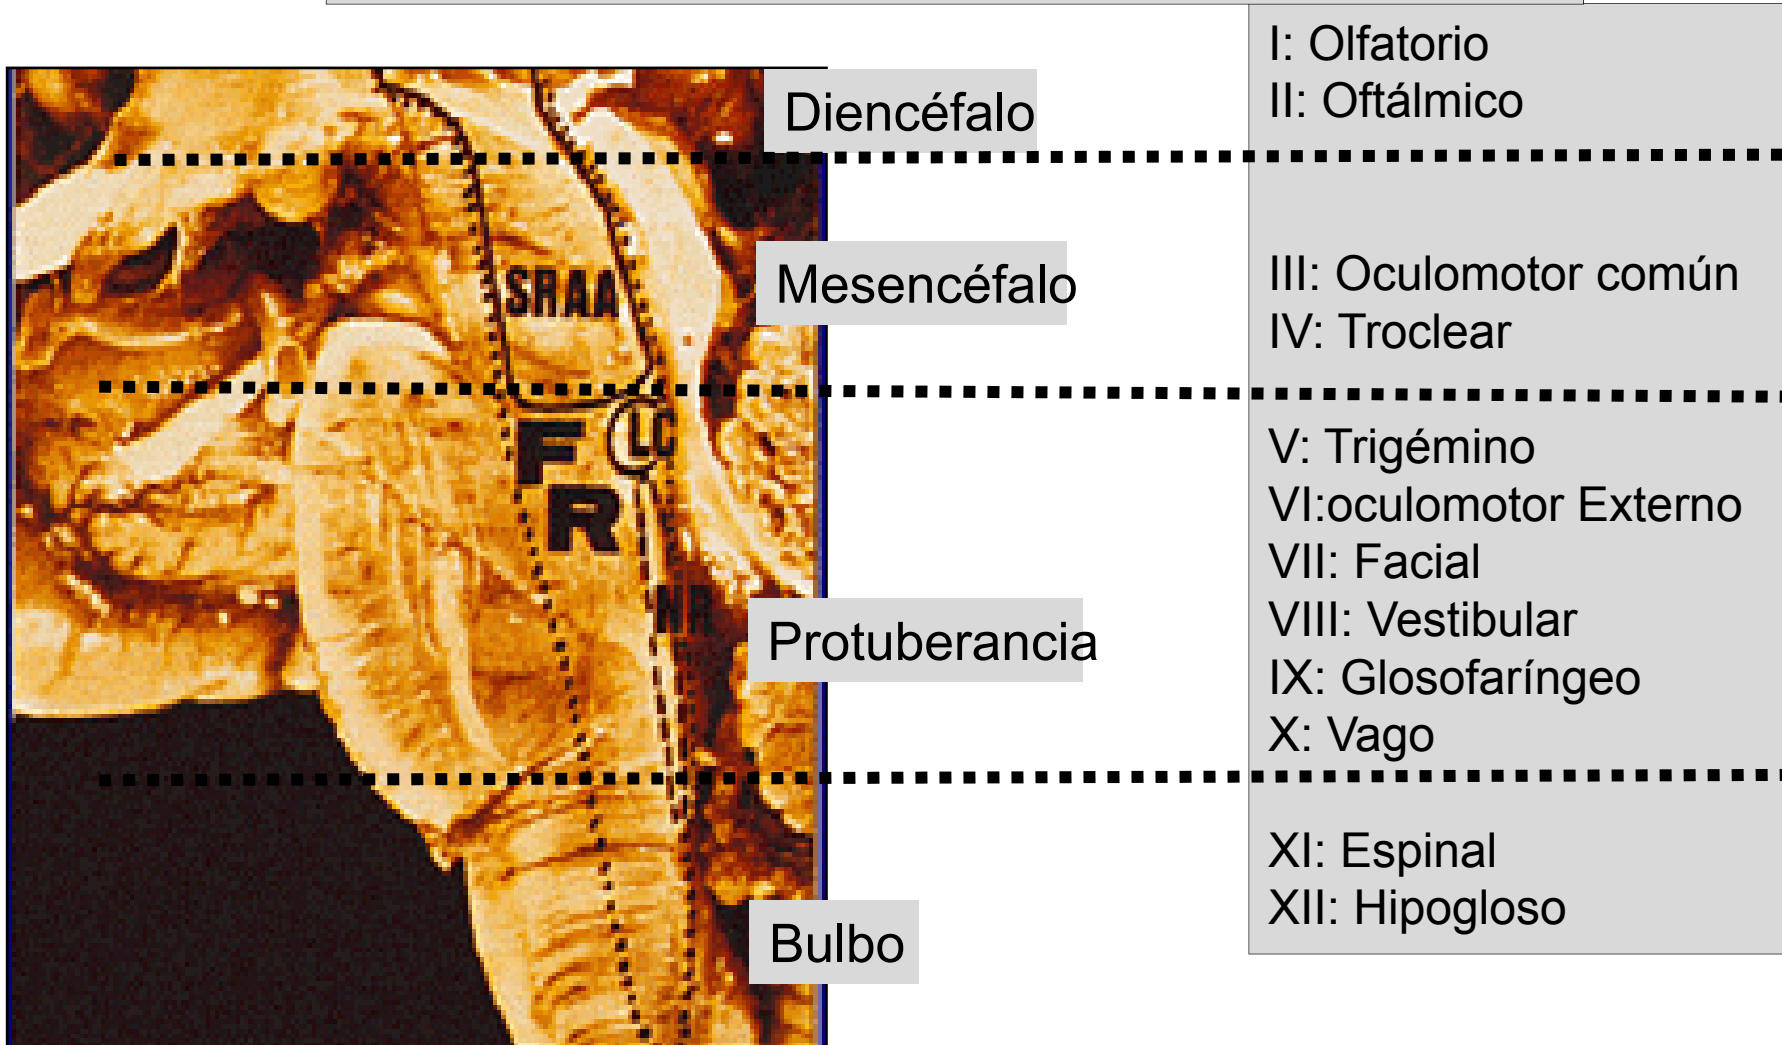 I: Olfatorio
II: Oftálmico
Diencéfalo
Mesencéfalo
III: Oculomotor común
IV: Troclear
SRAA
F
R
LC
NR
V: Trigémino
VI:oculomotor Externo
VII: Facial
VIII: Vestibular
IX: Glosofaríngeo
X: Vago
Protuberancia
XI: Espinal
XII: Hipogloso
Bulbo